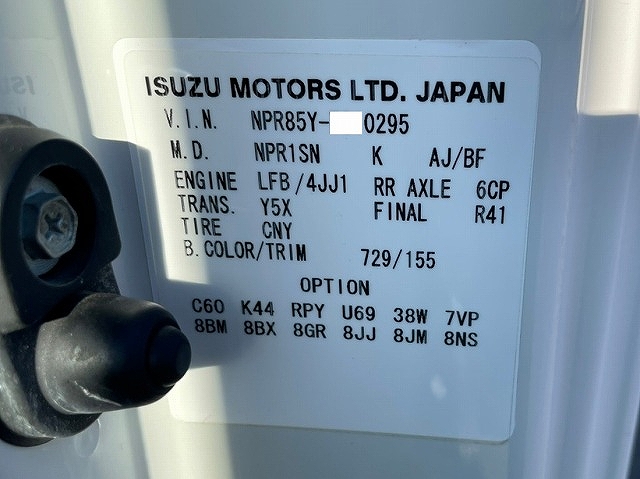 ISUZU MOTORS LTD. JAPAN
V.I.N. NPR85Y- 0295
M.D. NPR1SN K AJ/BF
ENGINE LFB/4JJ1 RR AXLE 6CP
TRANS. Y5X FINAL R41
TIRE CNY
B.COLOR/TRIM 729/155
OPTION
C60 K44 RPY U69 38W 7VP
8BM 8BX 8GR 8JJ 8JM 8NS